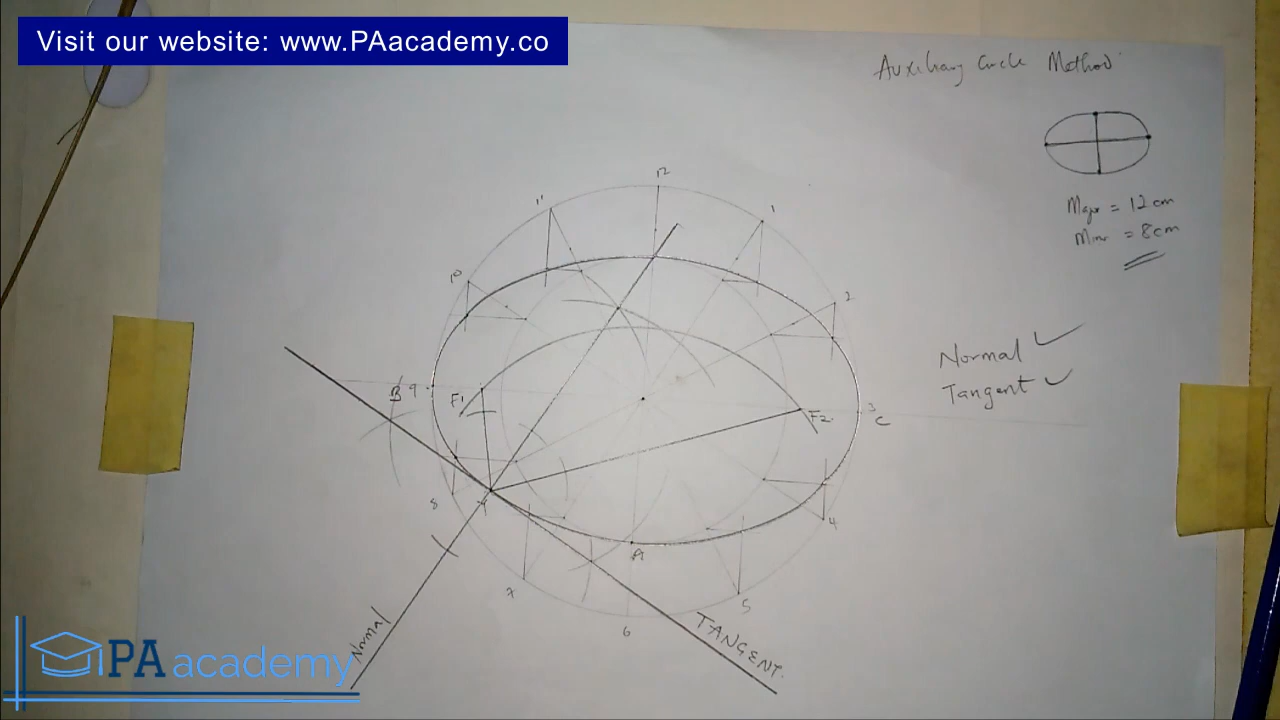 Visit our website: www.PAacademy.co
Auxiliary Circle Method
Major = 12 cm
Minor = 8 cm
Normal
Tangent
12
11
1
10
2
B 9
F1
F2
3
C
8
T
4
A
7
5
6
Normal
TANGENT
PA academy